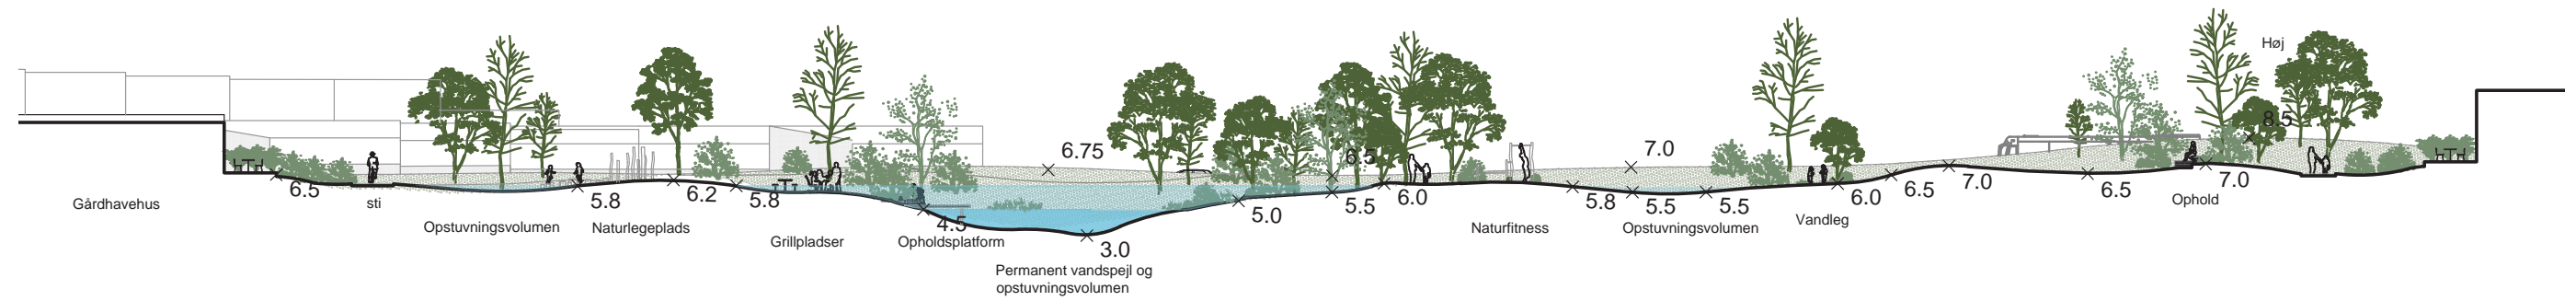 Høj
8.5
6.75
6.5
7.0
6.5
5.8
6.2
5.8
4.5
3.0
5.0
5.5
6.0
5.8
5.5
5.5
6.0
6.5
7.0
6.5
7.0
Gårdhavehus
sti
Opstuvningsvolumen
Naturlegeplads
Grillpladser
Opholdsplatform
Permanent vandspejl og
opstuvningsvolumen
Naturfitness
Opstuvningsvolumen
Vandleg
Ophold